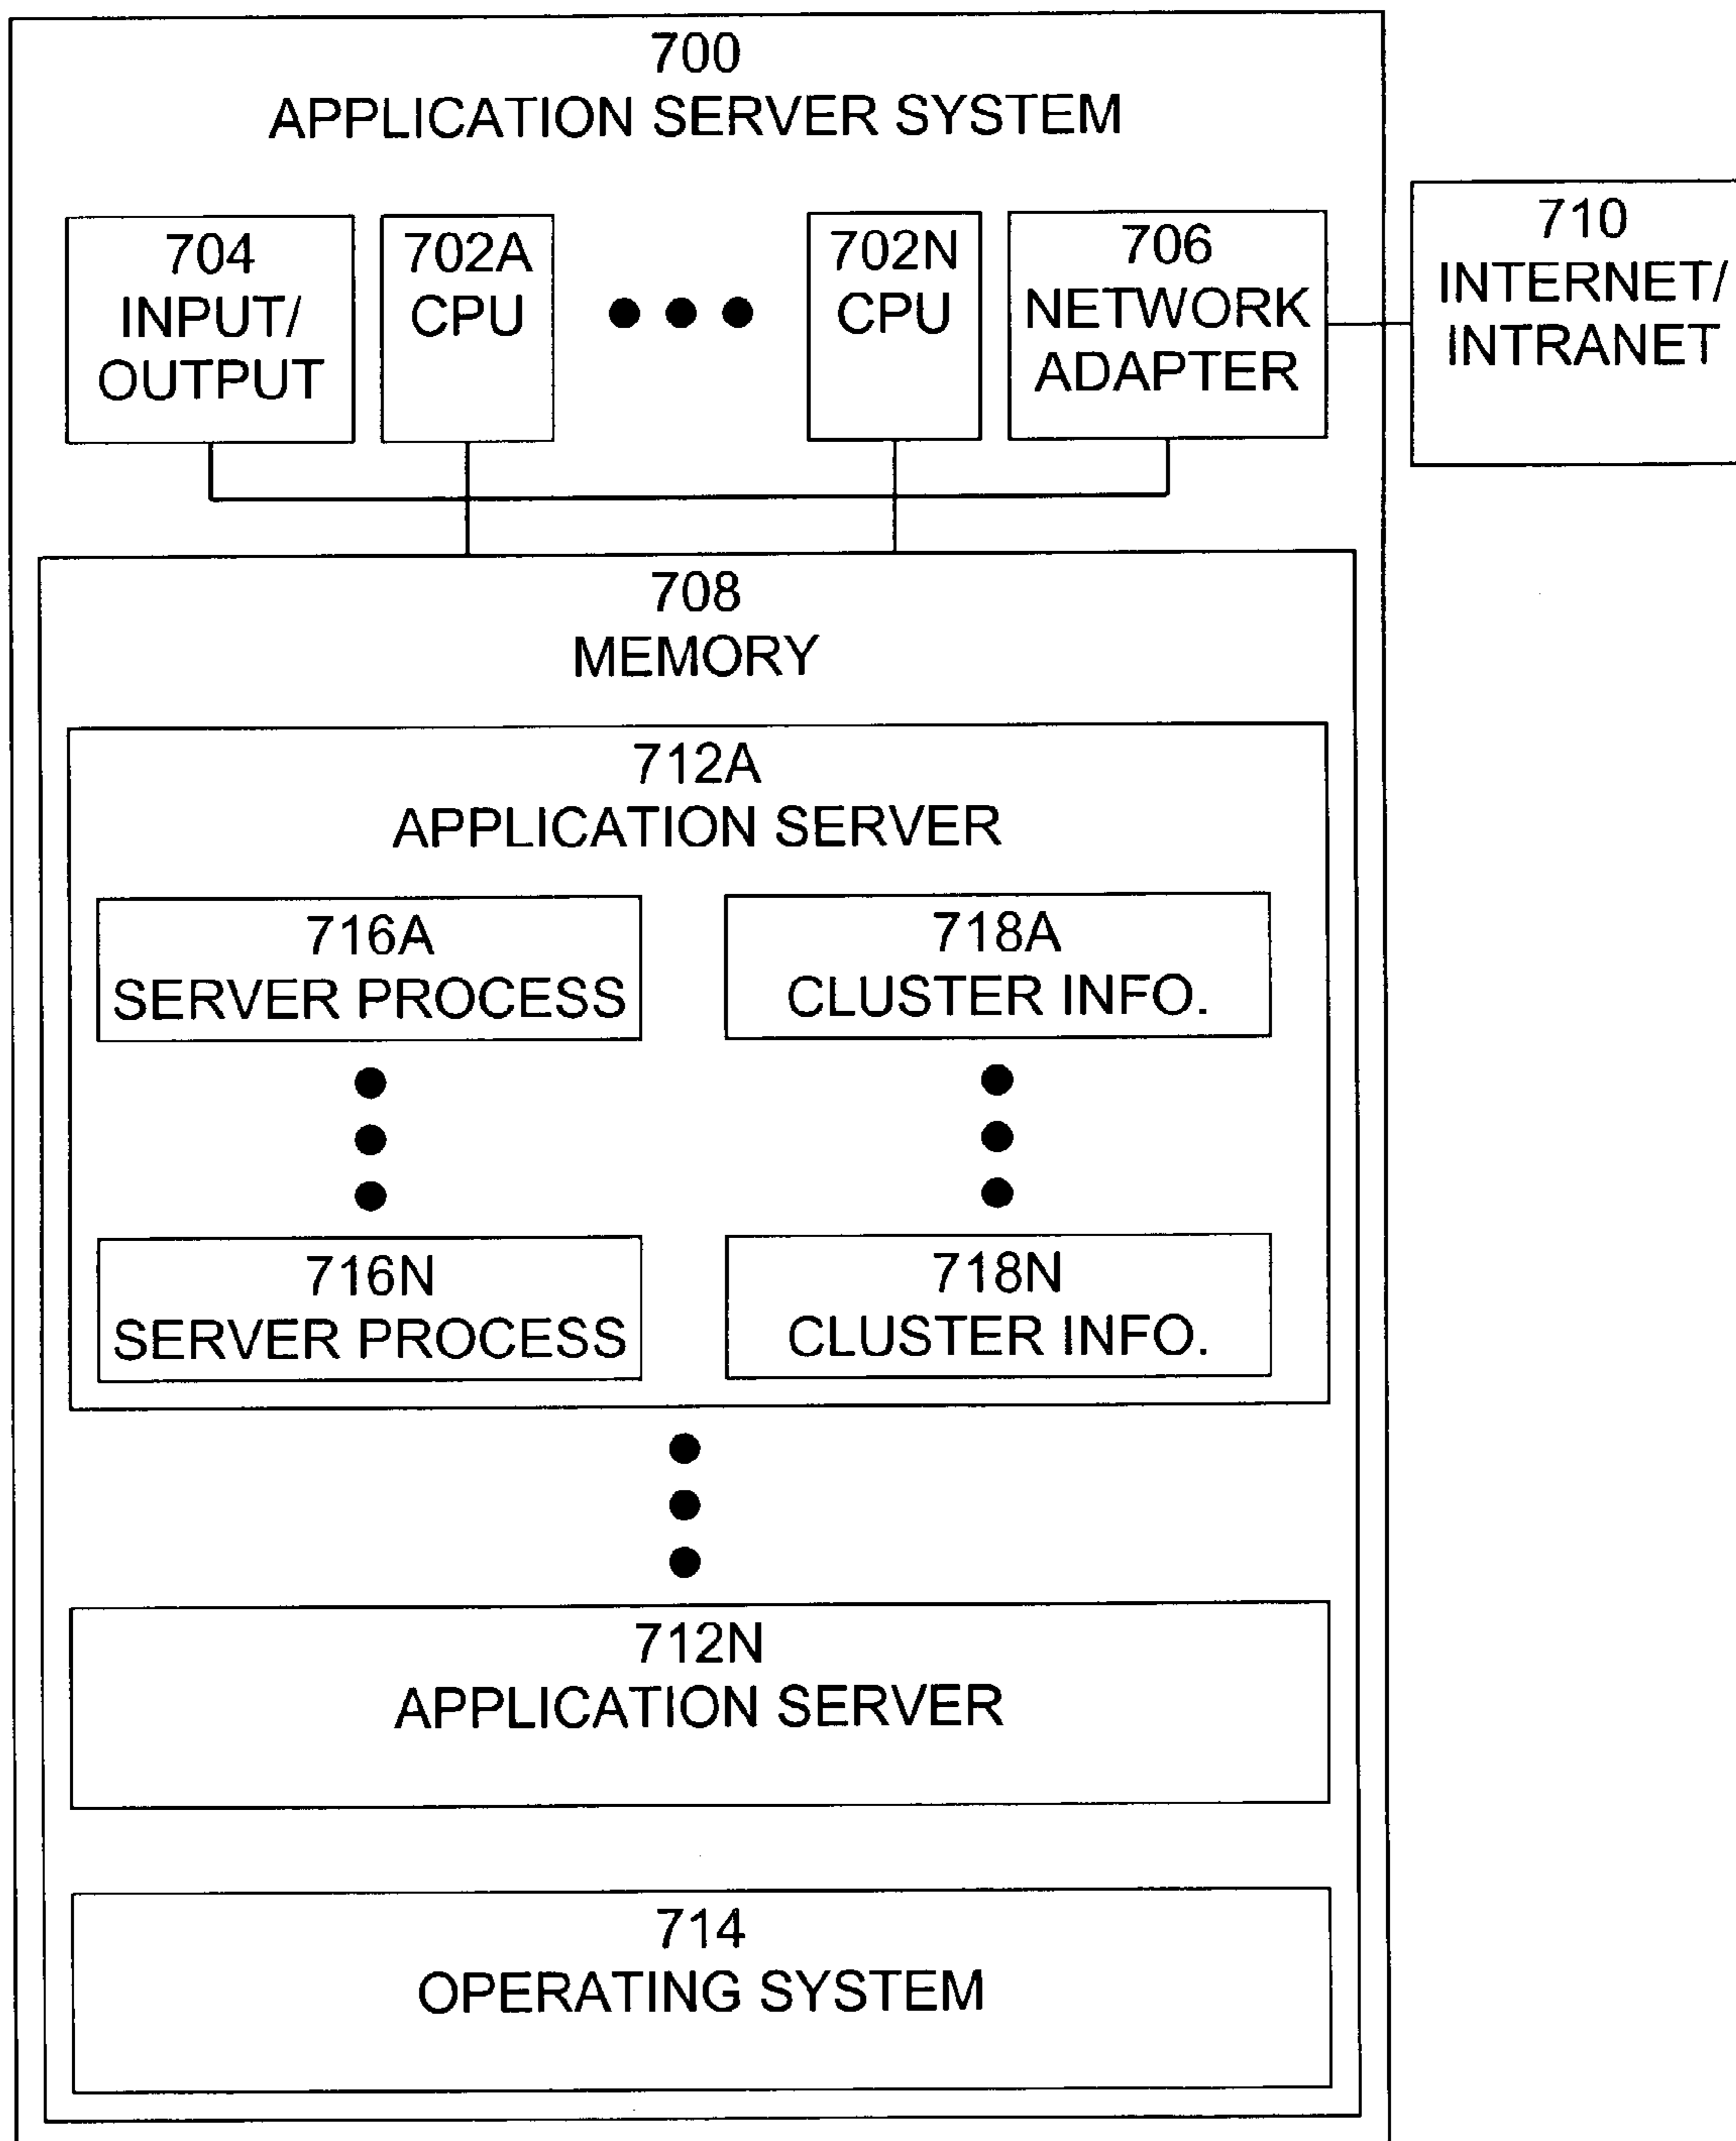 700
APPLICATION SERVER SYSTEM
704
INPUT/
OUTPUT
702A
CPU
702N
CPU
706
NETWORK
ADAPTER
710
INTERNET/
INTRANET
708
MEMORY
712A
APPLICATION SERVER
716A
SERVER PROCESS
718A
CLUSTER INFO.
716N
SERVER PROCESS
718N
CLUSTER INFO.
712N
APPLICATION SERVER
714
OPERATING SYSTEM